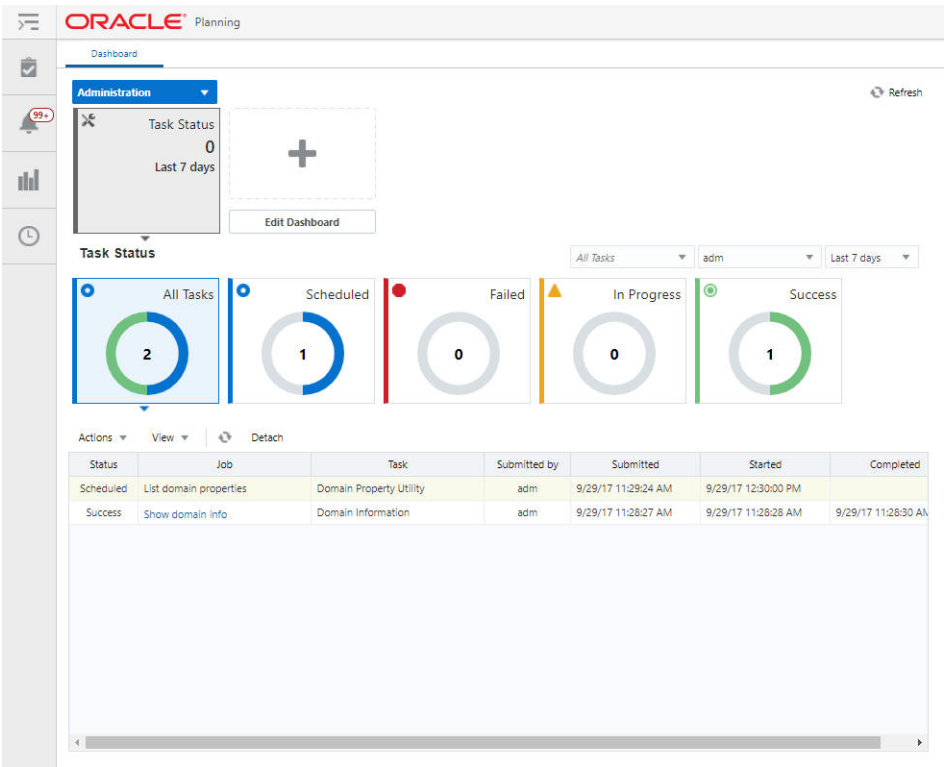 ORACLE® Planning
Dashboard
Administration
Refresh
99+
Task Status
0
Last 7 days
Edit Dashboard
Task Status
All Tasks
adm
Last 7 days
All Tasks
2
Scheduled
1
Failed
0
In Progress
0
Success
1
Actions View Detach
Status Job Task Submitted by Submitted Started Completed
Scheduled List domain properties Domain Property Utility adm 9/29/17 11:29:24 AM 9/29/17 12:30:00 PM
Success Show domain info Domain Information adm 9/29/17 11:28:27 AM 9/29/17 11:28:28 AM 9/29/17 11:28:30 AM